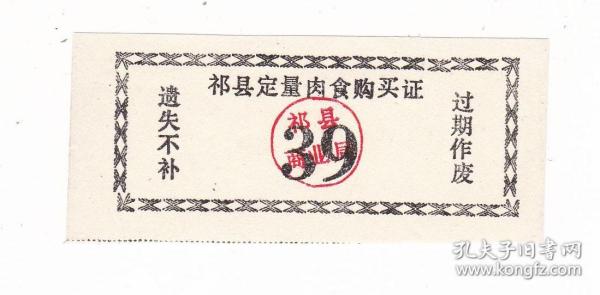 祁县定量肉食购买证
遗失不补
祁县
39
商业局
过期作废
孔夫子旧书网
www.kongfz.com